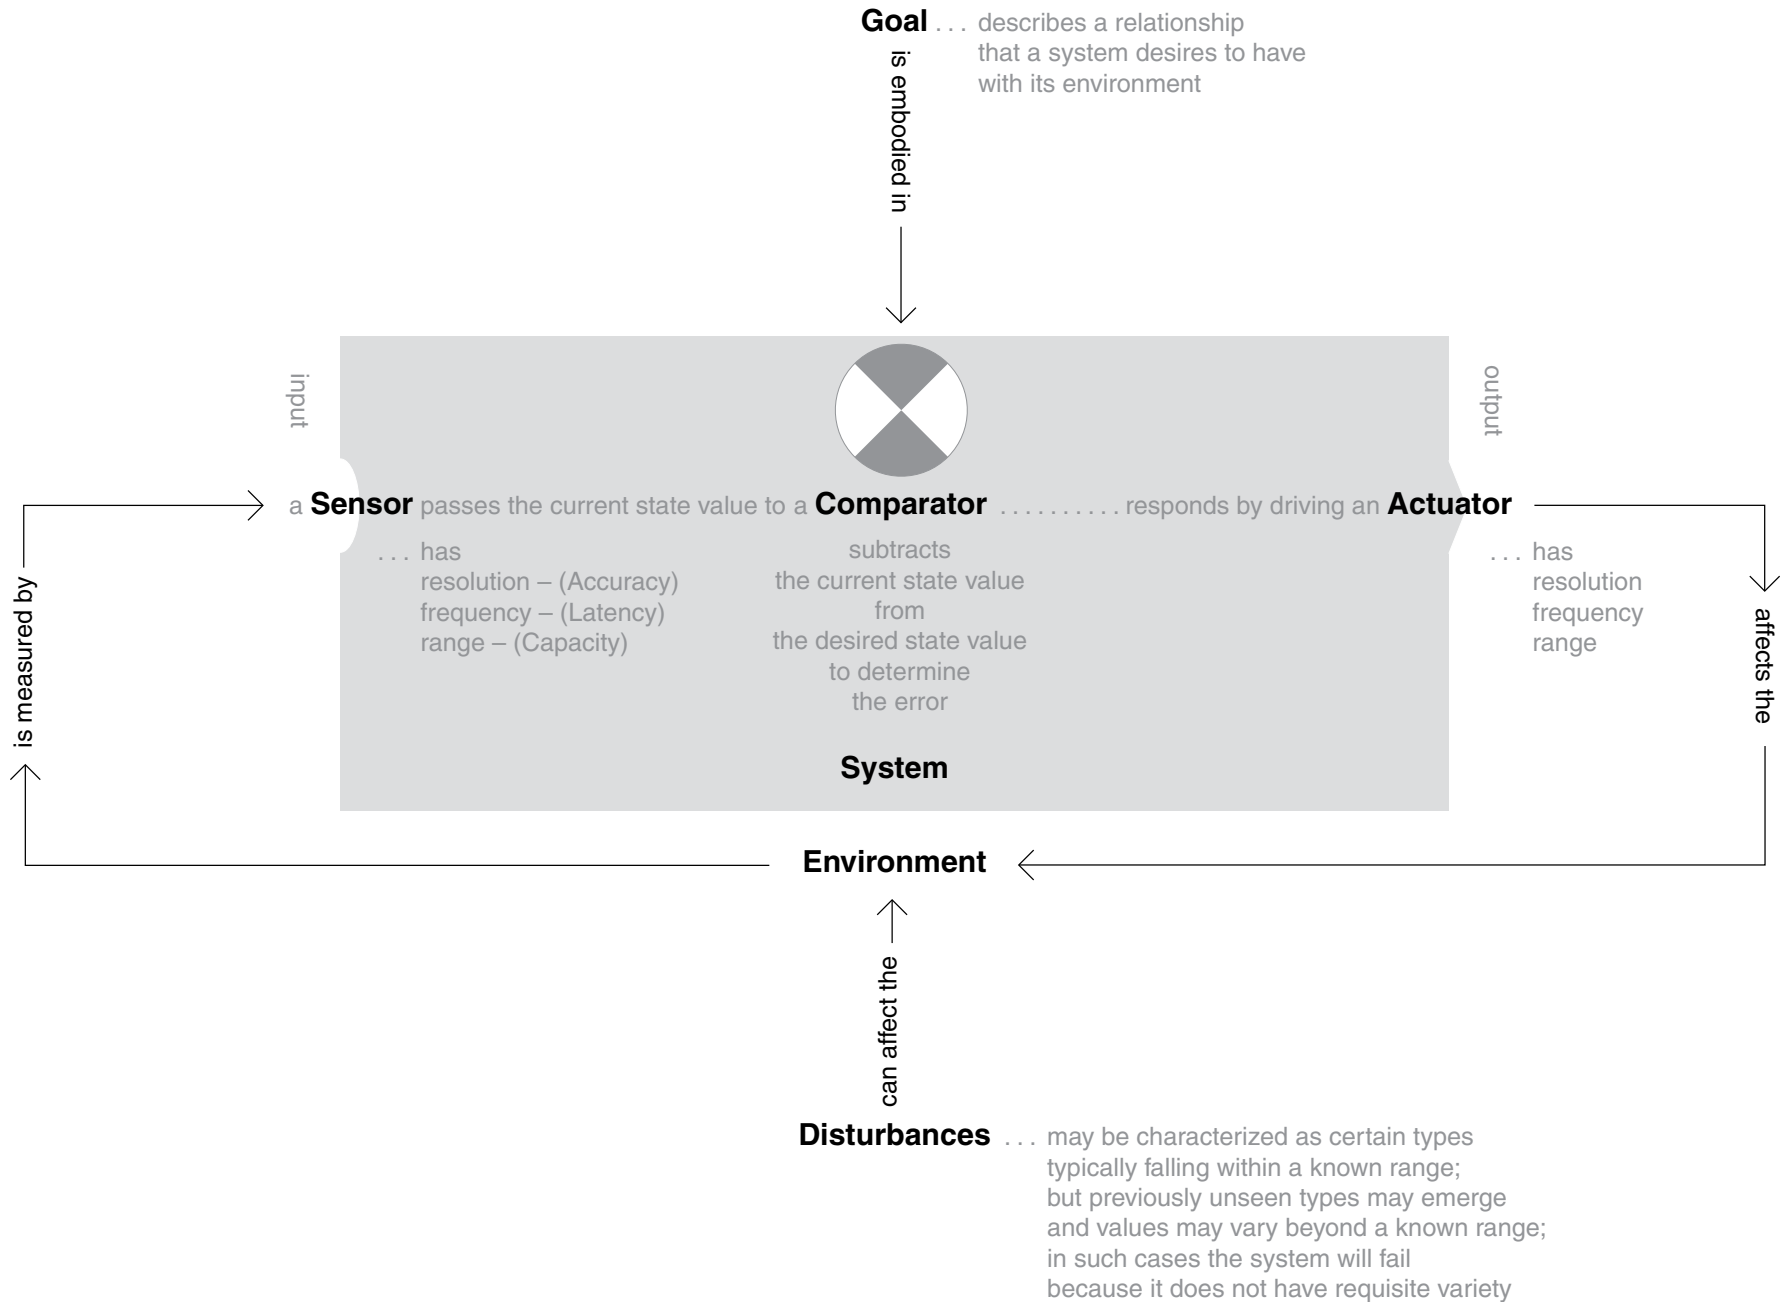 Goal . . . describes a relationship
that a system desires to have
with its environment
is embodied in
input
output
a Sensor passes the current state value to a Comparator . . . . . . . . . . responds by driving an Actuator
. . . has
resolution – (Accuracy)
frequency – (Latency)
range – (Capacity)
subtracts
the current state value
from
the desired state value
to determine
the error
. . . has
resolution
frequency
range
is measured by
affects the
System
Environment
can affect the
Disturbances . . . may be characterized as certain types
typically falling within a known range;
but previously unseen types may emerge
and values may vary beyond a known range;
in such cases the system will fail
because it does not have requisite variety